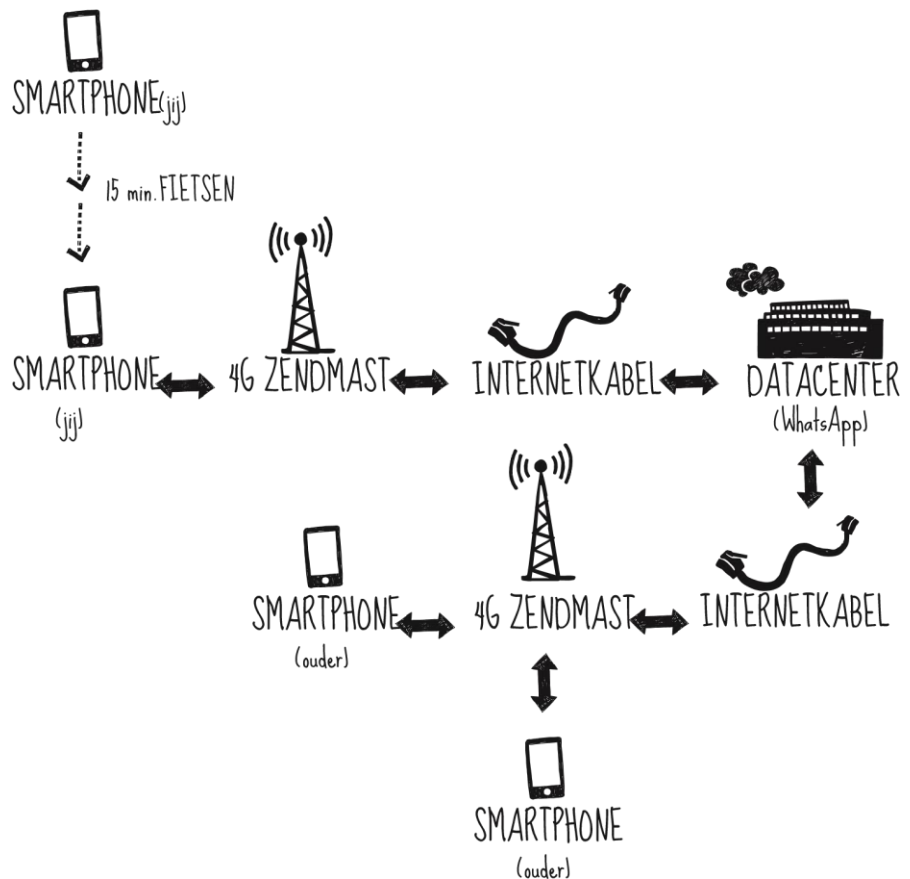 SMARTPHONE (jij)
15 min. FIETSEN
SMARTPHONE
(jij)
4G ZENDMAST
INTERNETKABEL
DATACENTER
(WhatsApp)
SMARTPHONE
(ouder)
4G ZENDMAST
INTERNETKABEL
SMARTPHONE
(ouder)